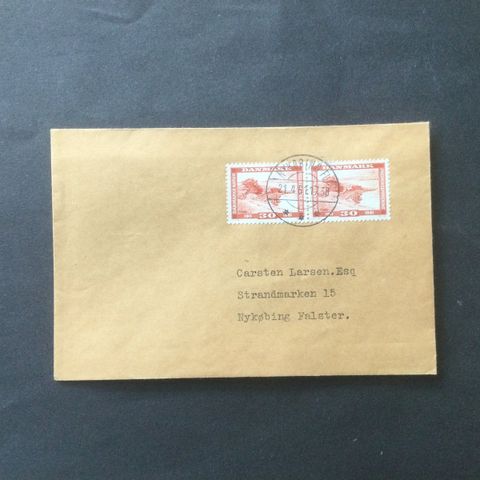 DANMARK DANMARK
30 30
Carsten Larsen.Esq
Strandmarken 15
Nykøbing Falster.